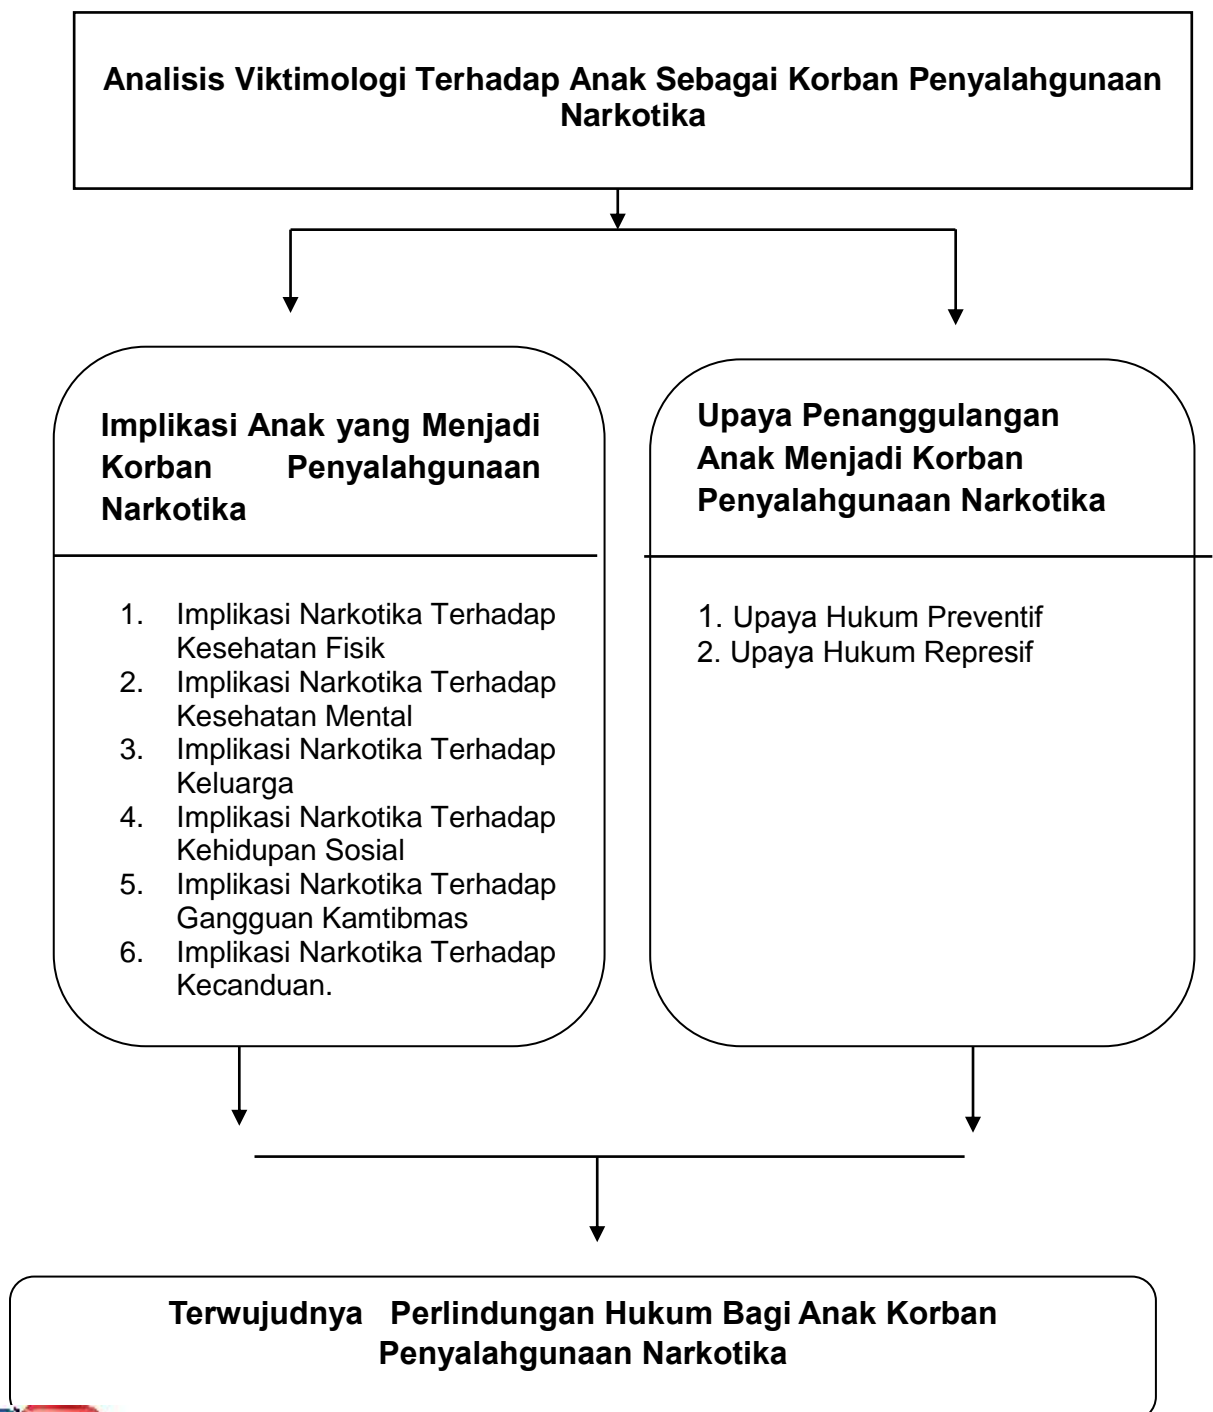 Analisis Viktimologi Terhadap Anak Sebagai Korban Penyalahgunaan
Narkotika
Implikasi Anak yang Menjadi
Korban Penyalahgunaan
Narkotika
1. Implikasi Narkotika Terhadap
Kesehatan Fisik
2. Implikasi Narkotika Terhadap
Kesehatan Mental
3. Implikasi Narkotika Terhadap
Keluarga
4. Implikasi Narkotika Terhadap
Kehidupan Sosial
5. Implikasi Narkotika Terhadap
Gangguan Kamtibmas
6. Implikasi Narkotika Terhadap
Kecanduan.
Upaya Penanggulangan
Anak Menjadi Korban
Penyalahgunaan Narkotika
1. Upaya Hukum Preventif
2. Upaya Hukum Represif
Terwujudnya Perlindungan Hukum Bagi Anak Korban
Penyalahgunaan Narkotika